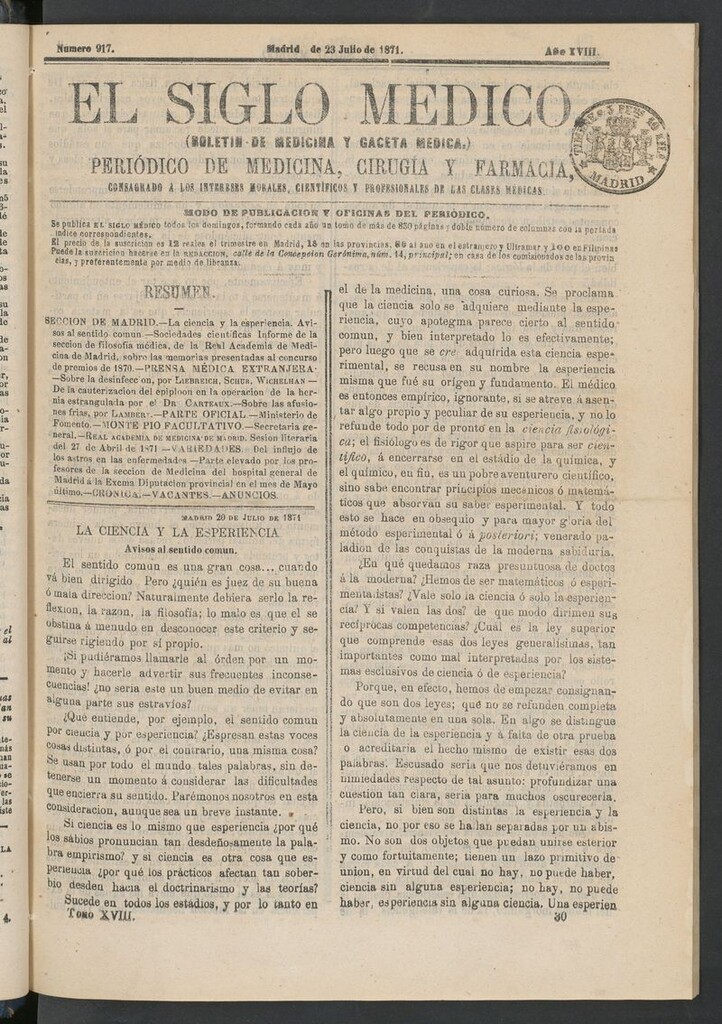 Numero 917. Madrid de 23 Julio de 1871. Año XVIII.
EL SIGLO MEDICO
(BOLETIN DE MEDICINA Y GACETA MEDICA.)
PERIÓDICO DE MEDICINA, CIRUGÍA Y FARMACIA,
CONSAGRADO A LOS INTERESES MORALES, CIENTÍFICOS Y PROFESIONALES DE LAS CLASES MÉDICAS.
MADRID
MODO DE PUBLICACION Y OFICINAS DEL PERIÓDICO.
Se publica EL SIGLO MÉDICO todos los domingos, formando cada año un tomo de más de 830 páginas y doble número de columnas con la portada
é indice correspondientes.
El precio de la suscricion es 12 reales el trimestre en Madrid, 15 en las provincias, 80 al año en el estranjero y Ultramar y 100 en Filipinas
Puede la suscricion hacerse en la REDACCION, calle de la Concepcion Gerónima, núm. 14, principal; en casa de los comisionados de las provin
cias, y preferentemente por medio de libranza.
RESUMEN.
SECCION DE MADRID.—La ciencia y la esperiencia. Avi-
sos al sentido comun.—Sociedades cientificas Informe de la
seccion de filosofia médica, de la Real Academia de Medi-
cina de Madrid, sobre las memorias presentadas al concurso
de premios de 1870.—PRENSA MÉDICA EXTRANJERA
—Sobre la desinfeccion, por LIEBREICH, SCHUR, WICHELHAN—
De la cauterizacion del epiploon en la operacion de la her-
nia estrangulada por el Dr CARTEAUX.—Sobre las afusio-
nes frias, por LAMBERT.—PARTE OFICIAL—Ministerio de
Fomento.—MONTE PIO FACULTATIVO.—Secretaria ge-
neral.—REAL ACADEMIA DE MEDICINA DE MADRID. Sesion literaria
del 27 de Abril de 1871—VARIEDADES. Del influjo de
los astros en las enfermedades—Parte elevado por los pro-
fesores de la seccion de Medicina del hospital general de
Madrid á la Excma Diputacion provincial en el mes de Mayo
último.—CRONICA.—VACANTES.—ANUNCIOS.
MADRID 20 DE JULIO DE 1871
LA CIENCIA Y LA ESPERIENCIA
Avisos al sentido comun.
El sentido comun es una gran cosa... cuando
vá bien dirigido Pero ¿quién es juez de su buena
ó mala direccion? Naturalmente debiera serlo la re-
flexion, la razon, la filosofía; lo malo es que el se
obstina á menudo en desconocer este criterio y se-
guirse rigiendo por sí propio.
¡Si pudiéramos llamarle al órden por un mo-
mento y hacerle advertir sus frecuentes inconse-
cuencias! ¿no seria este un buen medio de evitar en
alguna parte sus estravíos?
¿Qué entiende, por ejemplo, el sentido comun
por ciencia y por esperiencia? ¿Espresan estas voces
cosas distintas, ó por el contrario, una misma cosa?
Se usan por todo el mundo tales palabras, sin de-
tenerse un momento á considerar las dificultades
que encierra su sentido. Parémonos nosotros en esta
consideracion, aunque sea un breve instante.
Si ciencia es lo mismo que esperiencia ¿por qué
los sábios pronuncian tan desdeñosamente la pala-
bra empirismo? y si ciencia es otra cosa que es-
periencia ¿por qué los prácticos afectan tan sober-
bio desden hacia el doctrinarismo y las teorías?
Sucede en todos los estadios, y por lo tanto en
Tomo XVIII.
el de la medicina, una cosa curiosa. Se proclama
que la ciencia solo se adquiere mediante la espe-
riencia, cuyo apotegma parece cierto al sentido
comun, y bien interpretado lo es efectivamente;
pero luego que se cré adquirida esta ciencia espe-
rimental, se recusa en su nombre la esperiencia
misma que fué su origen y fundamento. El médico
es entonces empírico, ignorante, si se atreve á asen-
tar algo propio y peculiar de su esperiencia, y no lo
refunde todo por de pronto en la ciencia fisiológi-
ca; el fisiólogo es de rigor que aspire para ser cien-
tífico, á encerrarse en el estádio de la química, y
el químico, en fin, es un pobre aventurero científico,
sino sabe encontrar principios mecánicos ó matemá-
ticos que absorvan su saber esperimental. Y todo
esto se hace en obsequio y para mayor gloria del
método esperimental ó á posteriori; venerado pa-
ladion de las conquistas de la moderna sabiduría.
¿En qué quedamos raza presuntuosa de doctos
á la moderna? ¿Hemos de ser matemáticos ó esperi-
mentalistas? ¿Vale solo la ciencia ó solo la esperien-
cia? Y si valen las dos? de que modo dirimen sus
recíprocas competencias? ¿Cuál es la ley superior
que comprende esas dos leyes generalísimas, tan
importantes como mal interpretadas por los siste-
mas esclusivos de ciencia ó de esperiencia?
Porque, en efecto, hemos de empezar consignan-
do que son dos leyes; que no se refunden completa
y absolutamente en una sola. En algo se distingue
la ciencia de la esperiencia y á falta de otra prueba
o acreditaria el hecho mismo de existir esas dos
palabras. Escusado seria que nos detuviéramos en
nimiedades respecto de tal asunto: profundizar una
cuestion tan clara, seria para muchos oscurecerla.
Pero, si bien son distintas la esperiencia y la
ciencia, no por eso se hallan separadas por un abis-
mo. No son dos objetos que puedan unirse esterior
y como fortuitamente; tienen un lazo primitivo de
union, en virtud del cual no hay, no puede haber,
ciencia sin alguna esperiencia; no hay, no puede
haber, esperiencia sin alguna ciencia. Una esperien
30